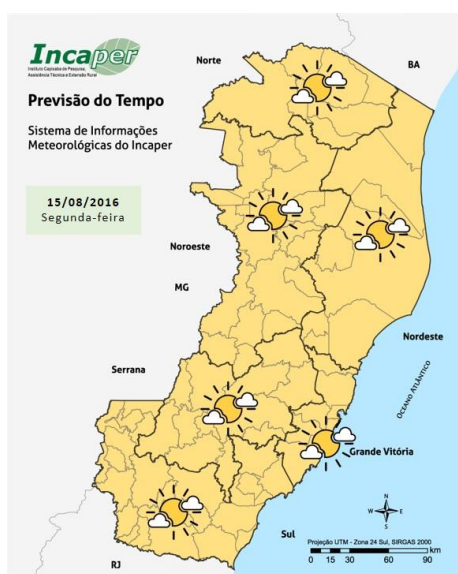 Incaper
Instituto Capixaba de Pesquisa,
Assistência Técnica e Extensão Rural
Previsão do Tempo
Sistema de Informações
Meteorológicas do Incaper
15/08/2016
Segunda-feira
Norte
BA
Noroeste
MG
Nordeste
OCEANO ATLÂNTICO
Serrana
Grande Vitória
N
W
E
S
Sul
RJ
Projeção UTM - Zona 24 Sul, SIRGAS 2000
km
0 15 30 60 90